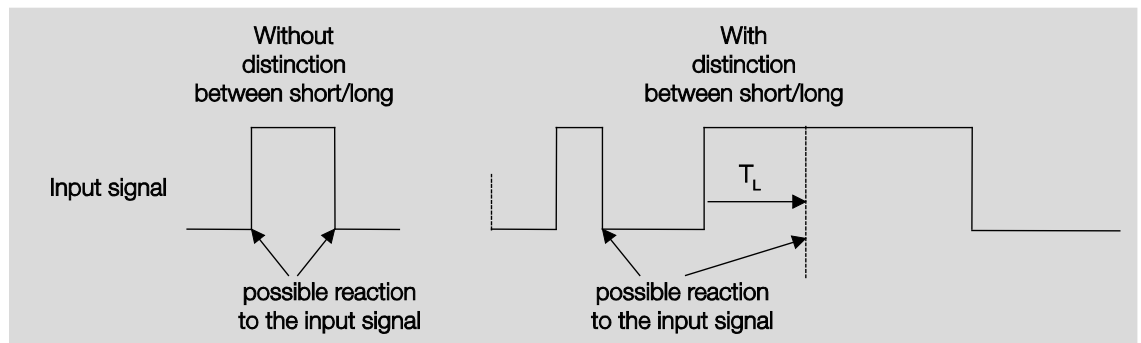 Without
distinction
between short/long
With
distinction
between short/long
Input signal
T_L
possible reaction
to the input signal
possible reaction
to the input signal